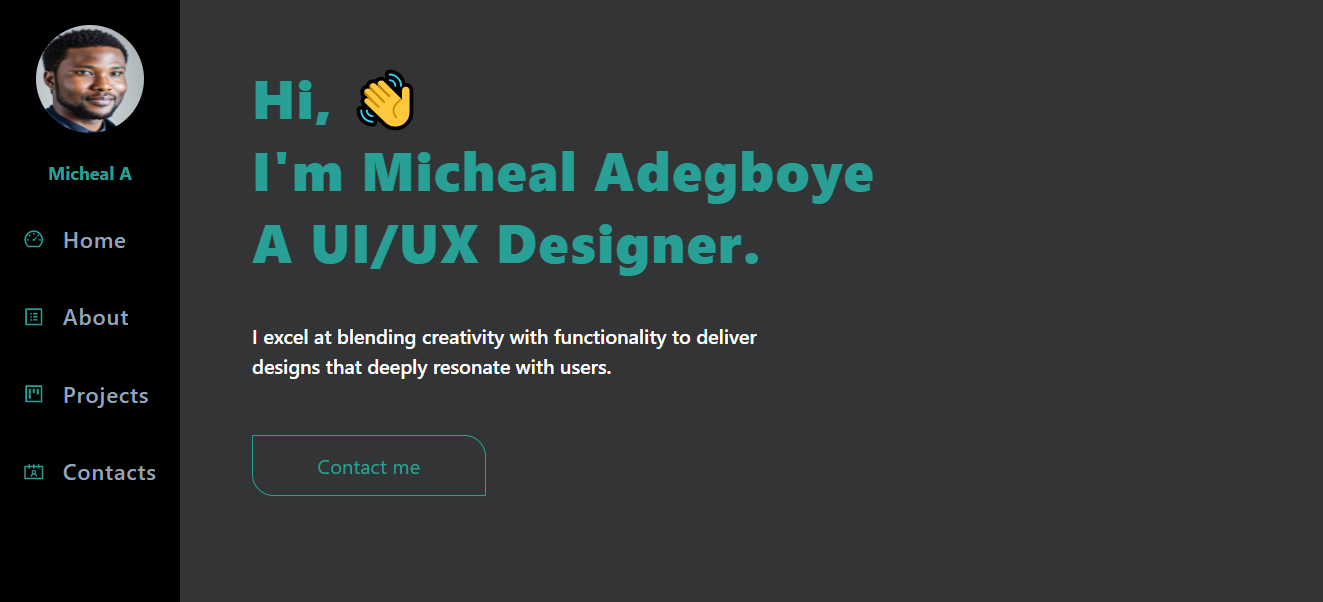 Micheal A
Home
About
Projects
Contacts
Hi, 👋
I'm Micheal Adegboye
A UI/UX Designer.
I excel at blending creativity with functionality to deliver
designs that deeply resonate with users.
Contact me